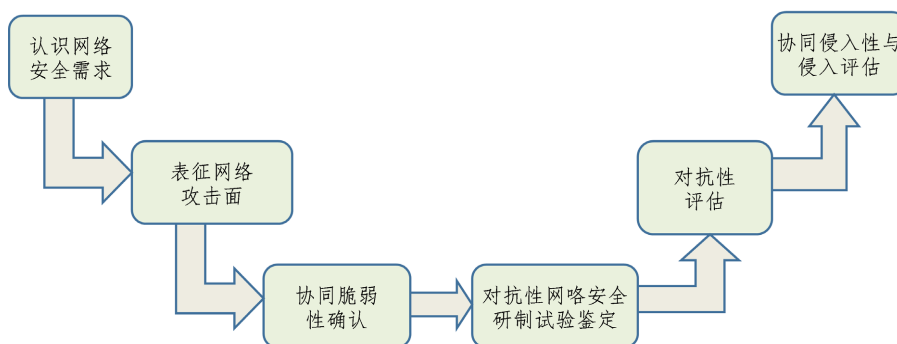 认识网络
安全需求
表征网络
攻击面
协同脆弱
性确认
对抗性网咯安全
研制试验鉴定
对抗性
评估
协同侵入性与
侵入评估